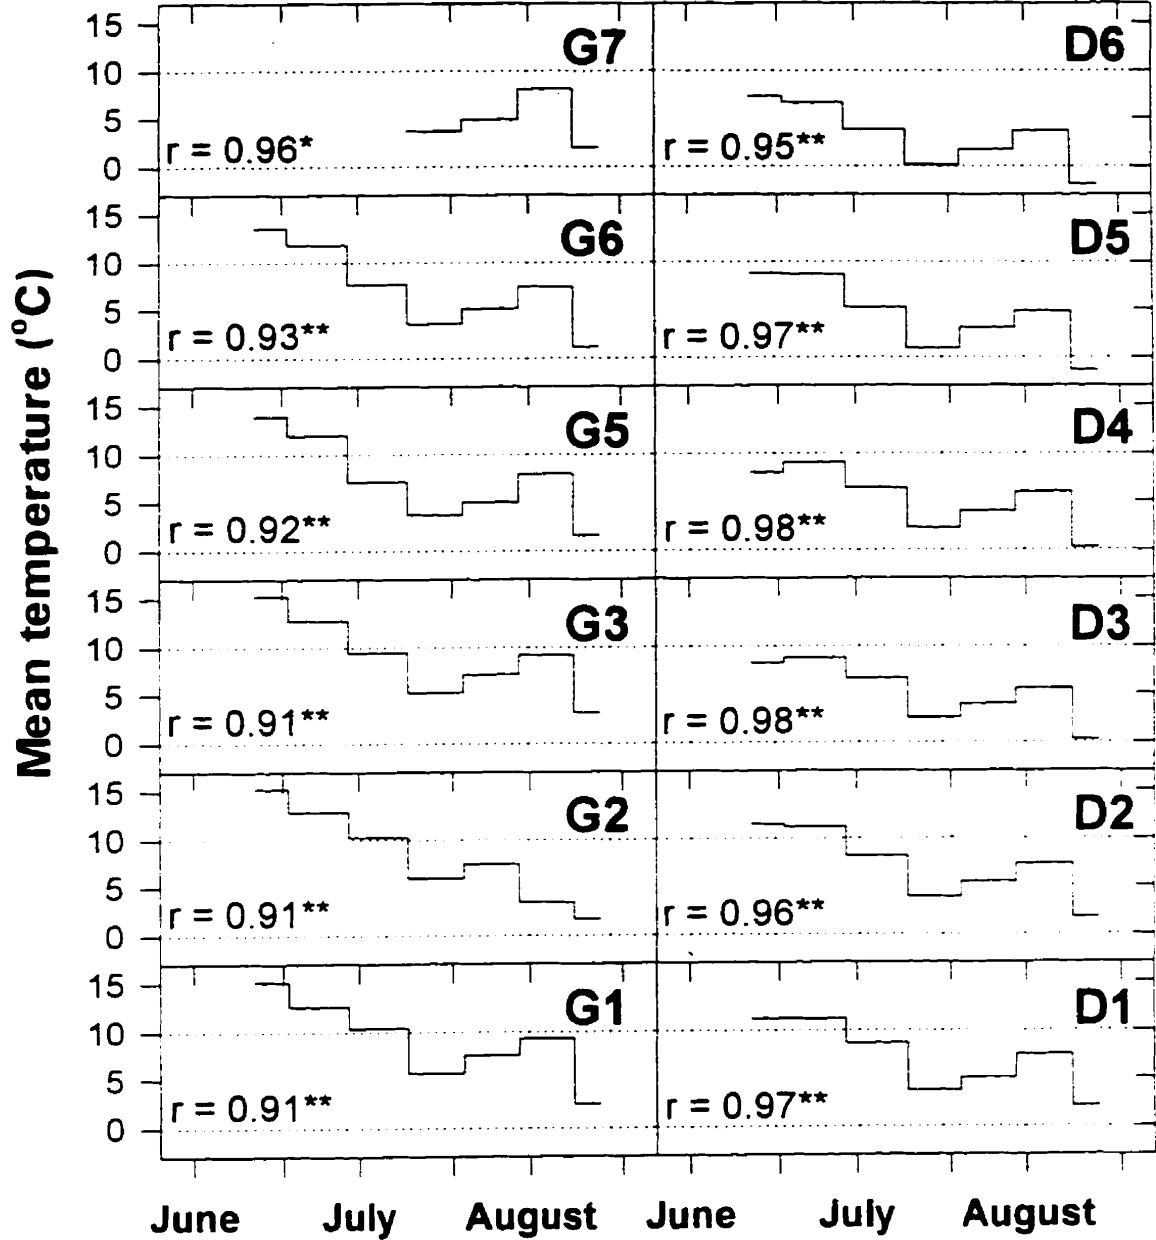 Mean temperature (°C)
15
10
5
0
G7
r = 0.96*
D6
r = 0.95**
15
10
5
0
G6
r = 0.93**
D5
r = 0.97**
15
10
5
0
G5
r = 0.92**
D4
r = 0.98**
15
10
5
0
G3
r = 0.91**
D3
r = 0.98**
15
10
5
0
G2
r = 0.91**
D2
r = 0.96**
15
10
5
0
G1
r = 0.91**
D1
r = 0.97**
June July August June July August